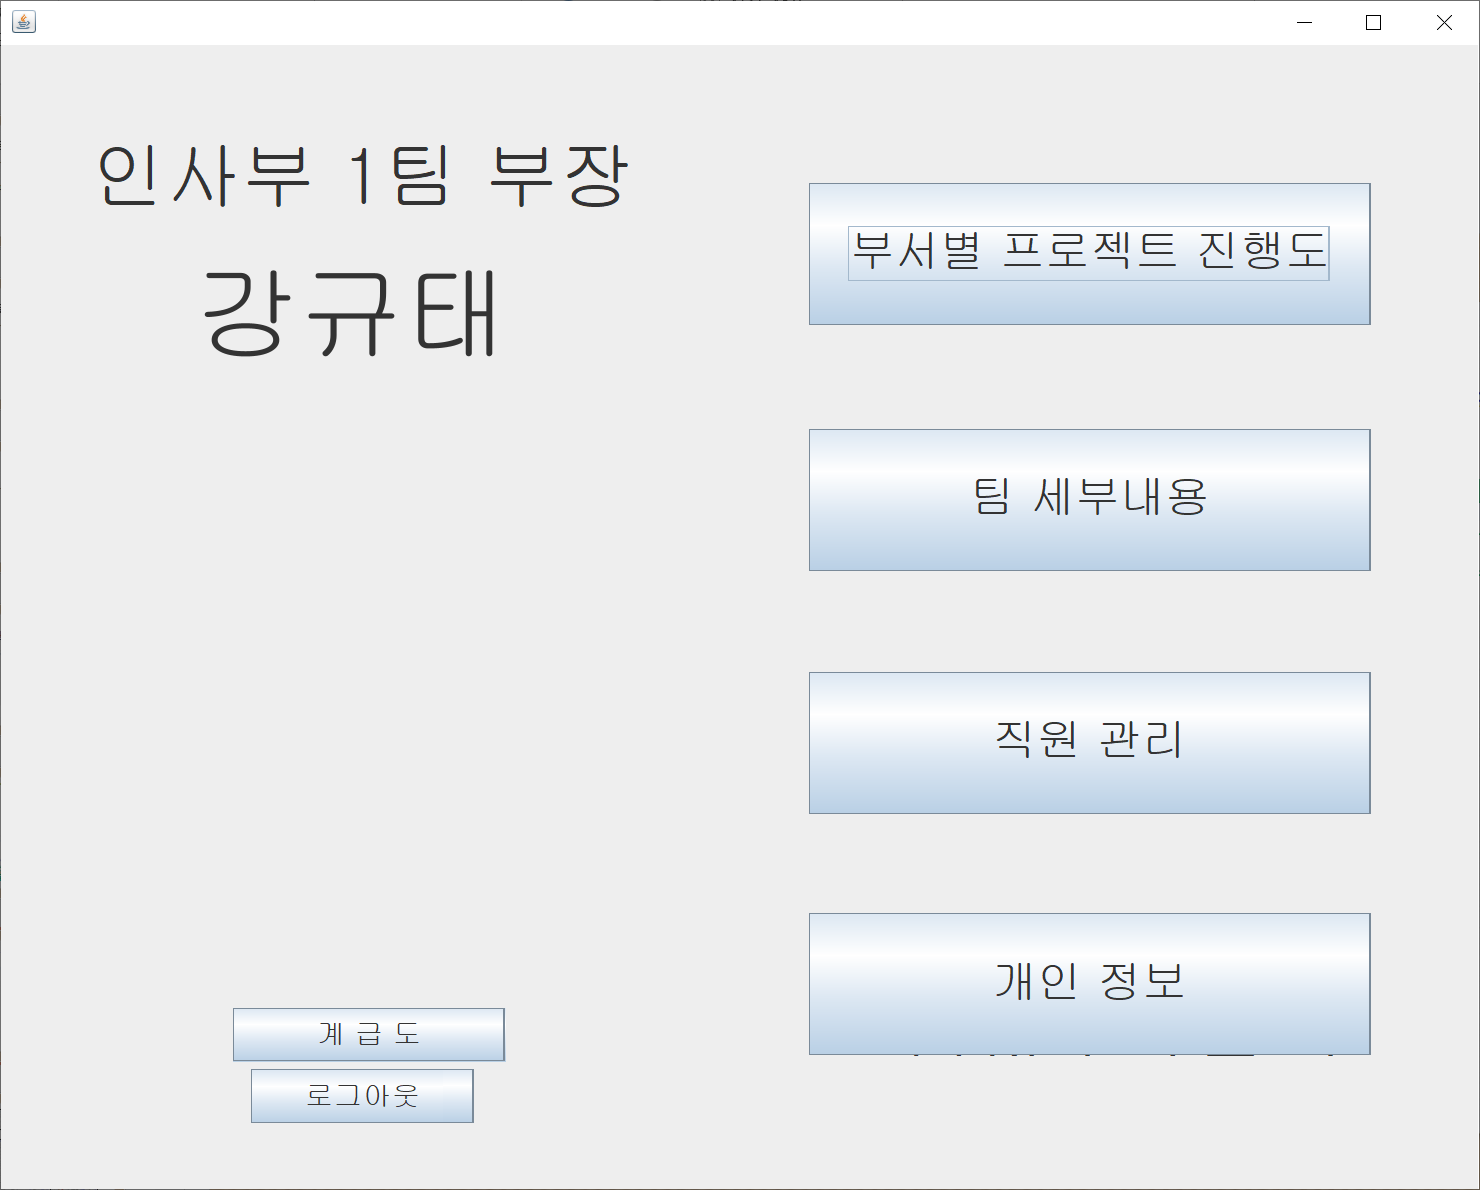 인사부 1팀 부장
강규태
부서별 프로젝트 진행도
팀 세부내용
직원 관리
개인 정보
계 급 도
로그아웃